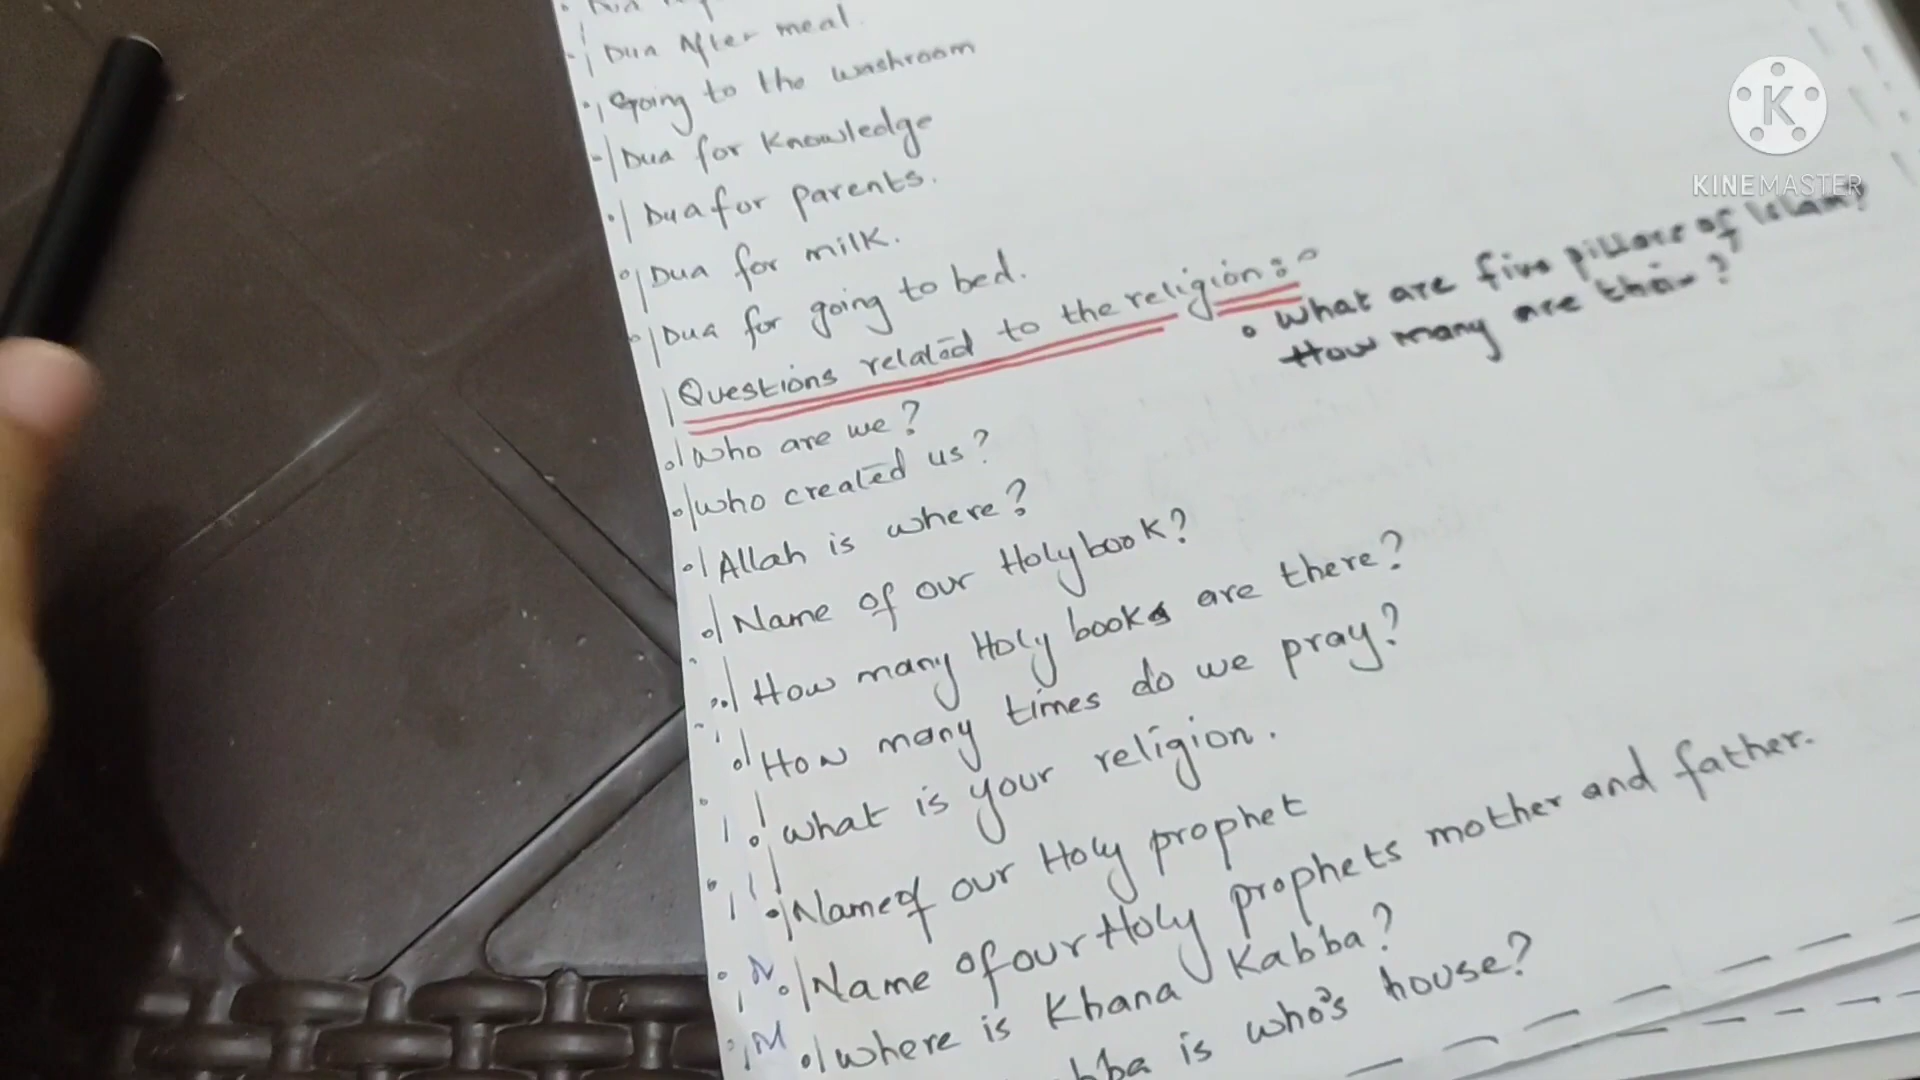 Dua After meal.
Going to the washroom
Dua for Knowledge
Dua for parents.
Dua for milk.
Dua for going to bed.
Questions related to the religion:
What are five pillars of Islam?
How many are their?
Who are we?
who created us?
Allah is where?
Name of our Holybook?
How many Holy books are there?
How many times do we pray?
what is your religion.
Name of our Holy prophet
Name of our Holy prophets mother and father.
where is Khana Kabba?
is who's house?
K
KINEMASTER